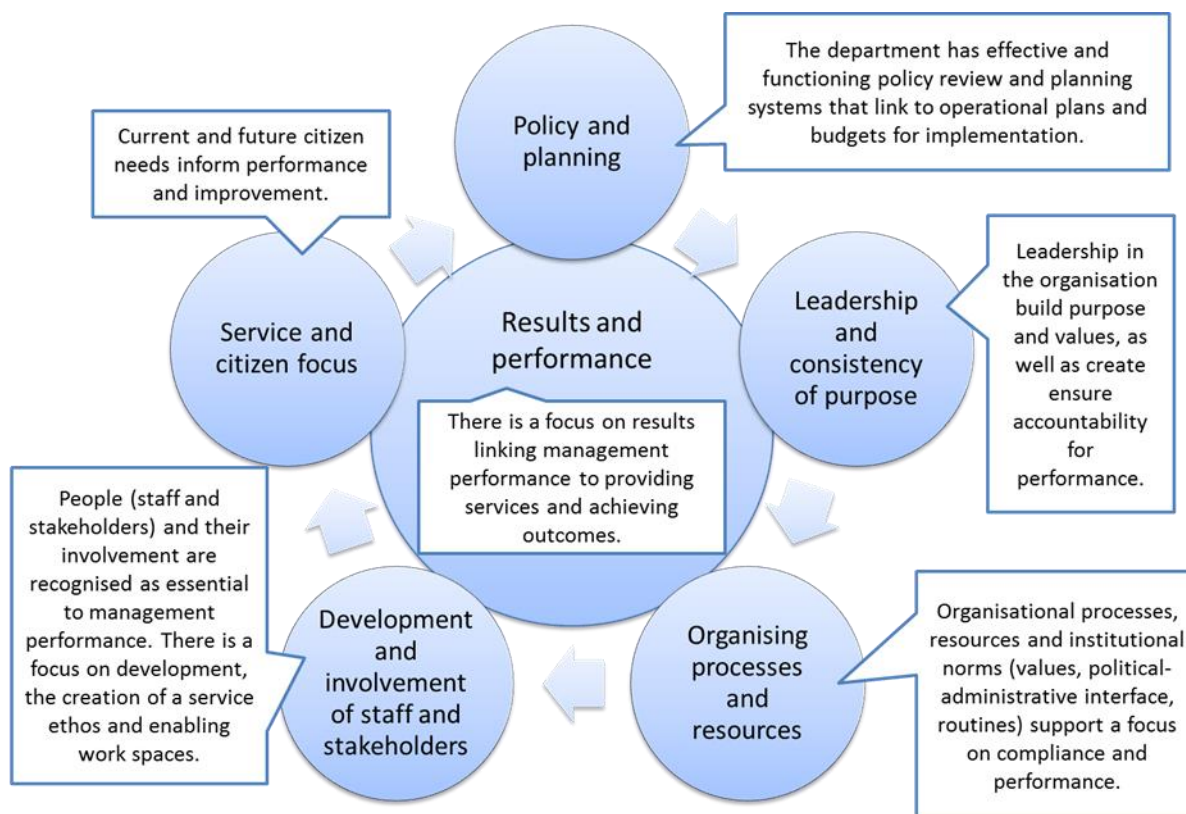 The department has effective and
functioning policy review and planning
systems that link to operational plans and
budgets for implementation.
Policy and
planning
Current and future citizen
needs inform performance
and improvement.
Leadership in
the organisation
build purpose
and values, as
well as create
ensure
accountability
for
performance.
Leadership
and
consistency
of purpose
Service and
citizen focus
Results and
performance
There is a focus on results
linking management
performance to providing
services and achieving
outcomes.
People (staff and
stakeholders) and their
involvement are
recognised as essential
to management
performance. There is a
focus on development,
the creation of a service
ethos and enabling
work spaces.
Development
and
involvement
of staff and
stakeholders
Organising
processes
and
resources
Organisational processes,
resources and institutional
norms (values, political-
administrative interface,
routines) support a focus
on compliance and
performance.